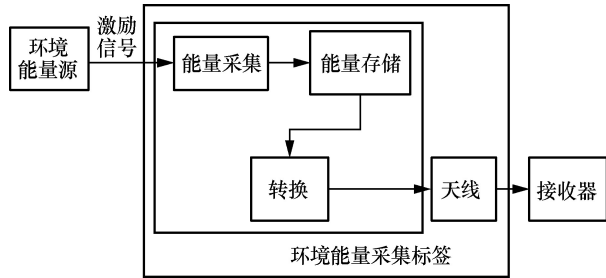 激励
信号
环境
能量源
能量采集
能量存储
转换
天线
接收器
环境能量采集标签